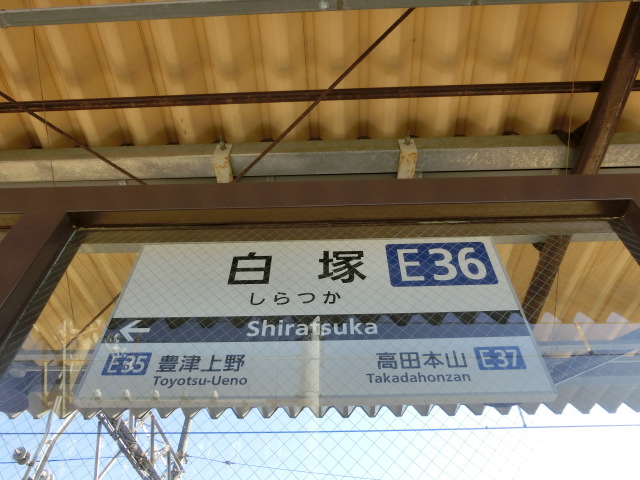 白塚 E36
しらつか
← Shiratsuka
E35 豊津上野 高田本山 E37
Toyotsu-Ueno Takadahonzan